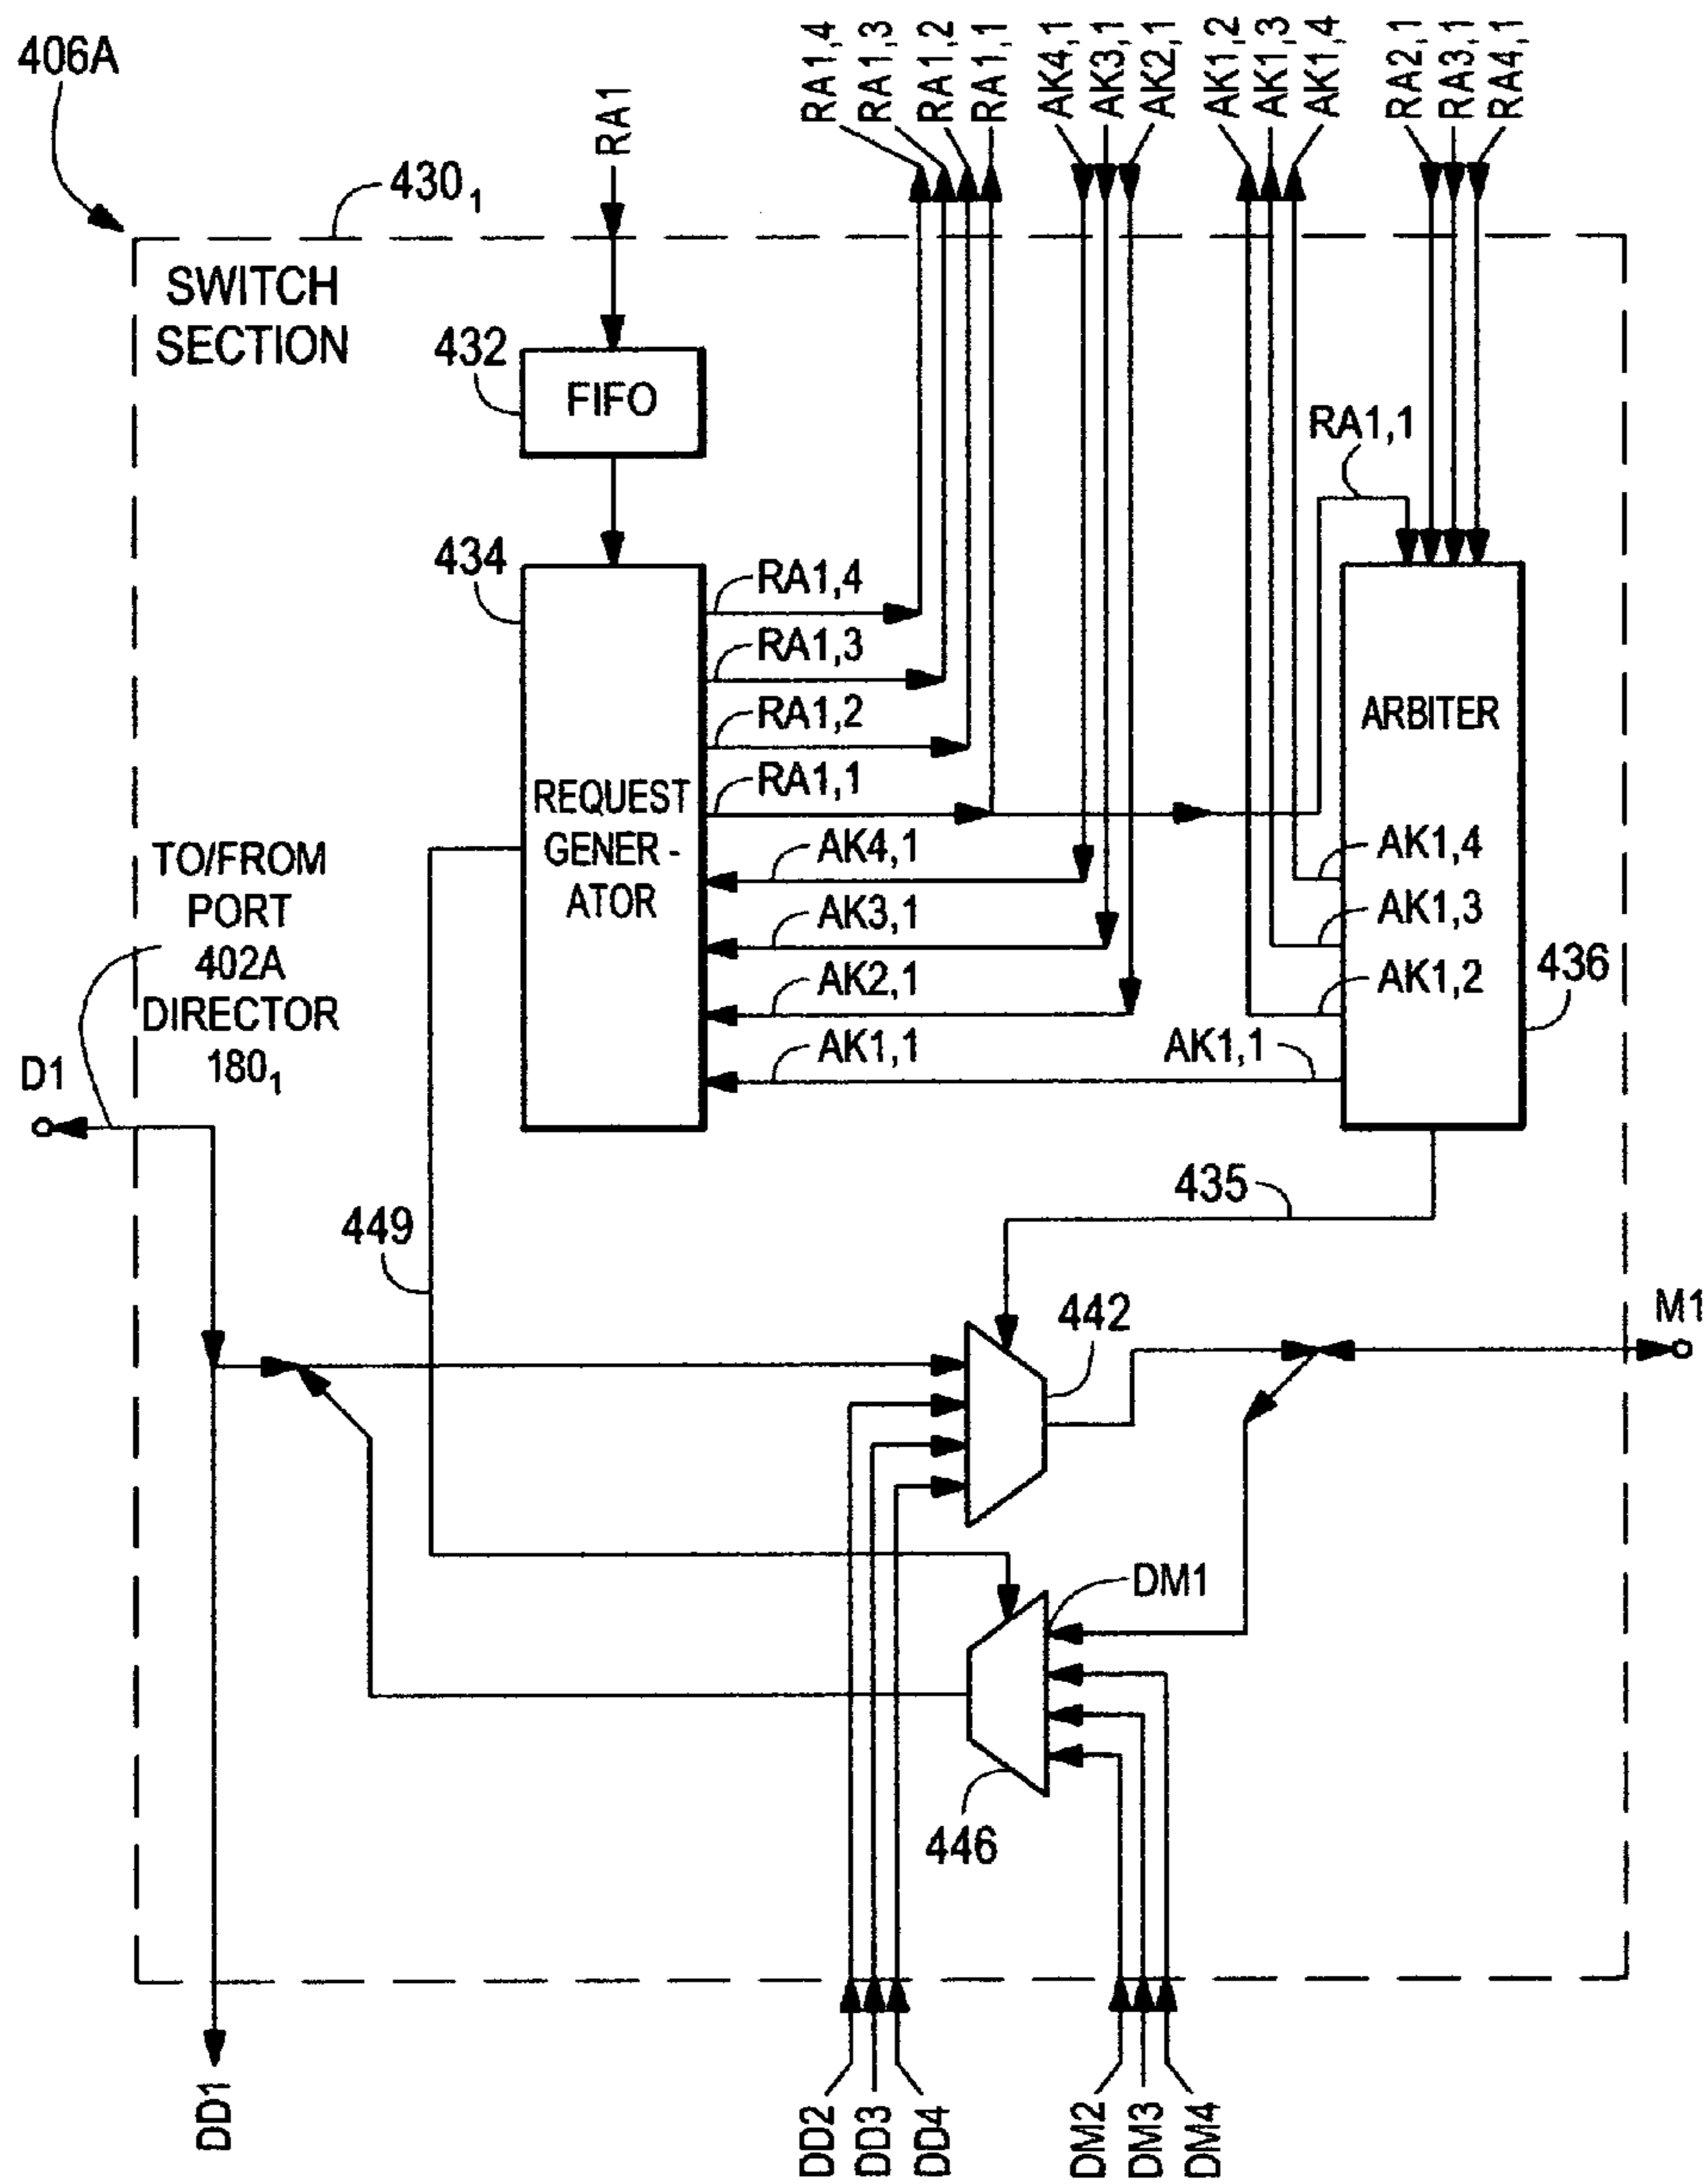 406A
RA1
RA1,4
RA1,3
RA1,2
RA1,1
AK4,1
AK3,1
AK2,1
AK1,2
AK1,3
AK1,4
RA2,1
RA3,1
RA4,1
430₁
SWITCH
SECTION
432
FIFO
RA1,1
434
RA1,4
RA1,3
RA1,2
RA1,1
REQUEST
GENER-
ATOR
ARBITER
AK4,1
AK3,1
AK2,1
AK1,1
AK1,4
AK1,3
AK1,2
AK1,1
436
TO/FROM
PORT
402A
DIRECTOR
180₁
D1
435
449
442
M1
DM1
446
DD1
DD2
DD3
DD4
DM2
DM3
DM4